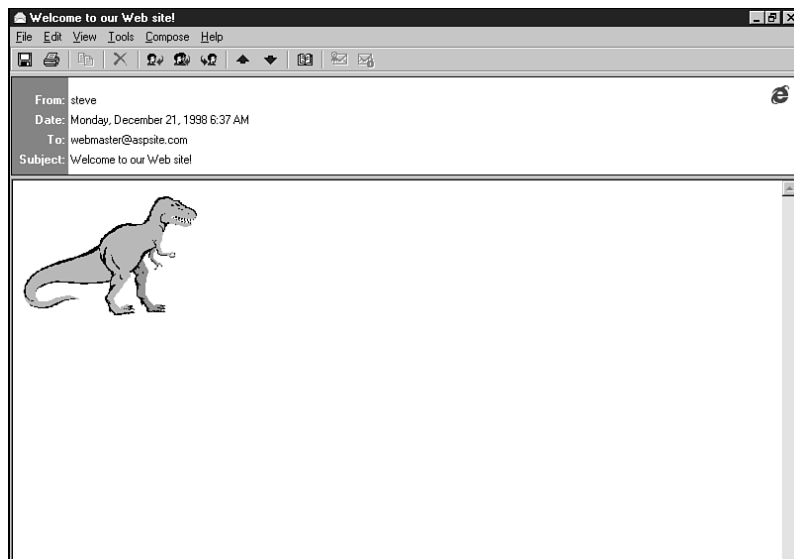 Welcome to our Web site!
File Edit View Tools Compose Help
From: steve
Date: Monday, December 21, 1998 6:37 AM
To: webmaster@aspsite.com
Subject: Welcome to our Web site!